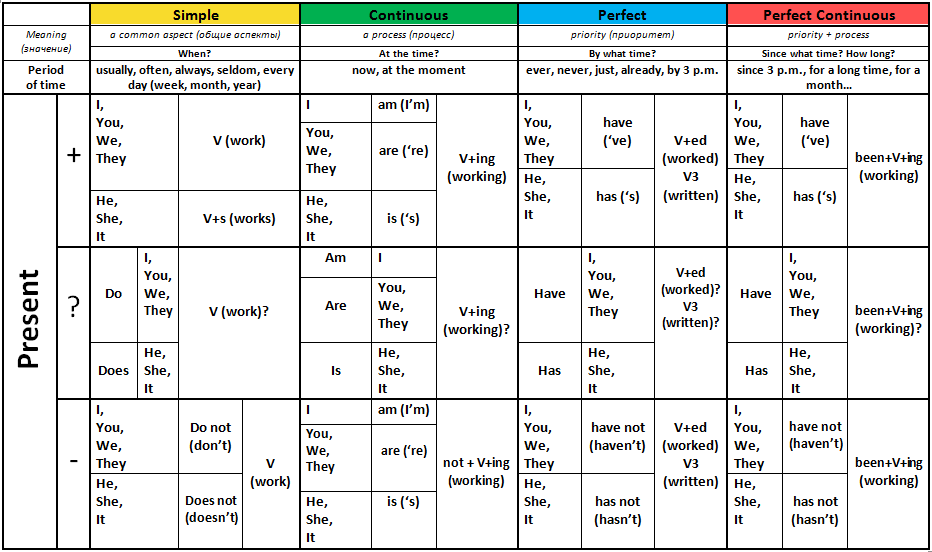 Simple
Continuous
Perfect
Perfect Continuous
Meaning
(значение)
a common aspect (общие аспекты)
a process (процесс)
priority (приоритет)
priority + process
When?
At the time?
By what time?
Since what time? How long?
Period
of time
usually, often, always, seldom, every
day (week, month, year)
now, at the moment
ever, never, just, already, by 3 p.m.
since 3 p.m., for a long time, for a
month...
Present
+
I,
You,
We,
They
V (work)
He,
She,
It
V+s (works)
I
am (I’m)
You,
We,
They
are (‘re)
He,
She,
It
is (‘s)
V+ing
(working)
I,
You,
We,
They
have
(‘ve)
He,
She,
It
has (‘s)
V+ed
(worked)
V3
(written)
I,
You,
We,
They
have
(‘ve)
He,
She,
It
has (‘s)
been+V+ing
(working)
?
Do
I,
You,
We,
They
Does
He,
She,
It
V (work)?
Am
I
Are
You,
We,
They
Is
He,
She,
It
V+ing
(working)?
Have
I,
You,
We,
They
Has
He,
She,
It
V+ed
(worked)?
V3
(written)?
Have
I,
You,
We,
They
Has
He,
She,
It
been+V+ing
(working)?
-
I,
You,
We,
They
Do not
(don’t)
He,
She,
It
Does not
(doesn’t)
V
(work)
I
am (I’m)
You,
We,
They
are (‘re)
He,
She,
It
is (‘s)
not + V+ing
(working)
I,
You,
We,
They
have not
(haven’t)
He,
She,
It
has not
(hasn’t)
V+ed
(worked)
V3
(written)
I,
You,
We,
They
have not
(haven’t)
He,
She,
It
has not
(hasn’t)
been+V+ing
(working)